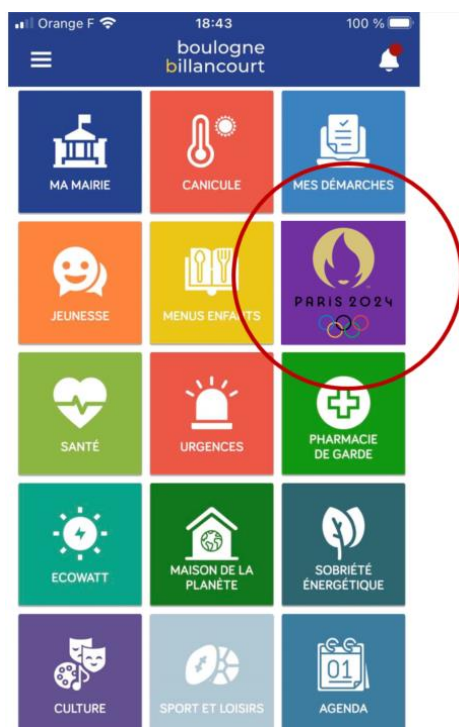 Orange F
18:43
100 %
boulogne
billancourt
MA MAIRIE
CANICULE
MES DÉMARCHES
JEUNESSE
MENUS ENFANTS
PARIS 2024
SANTÉ
URGENCES
PHARMACIE
DE GARDE
ECOWATT
MAISON DE LA
PLANÈTE
SOBRIÉTÉ
ÉNERGÉTIQUE
CULTURE
SPORT ET LOISIRS
01
AGENDA